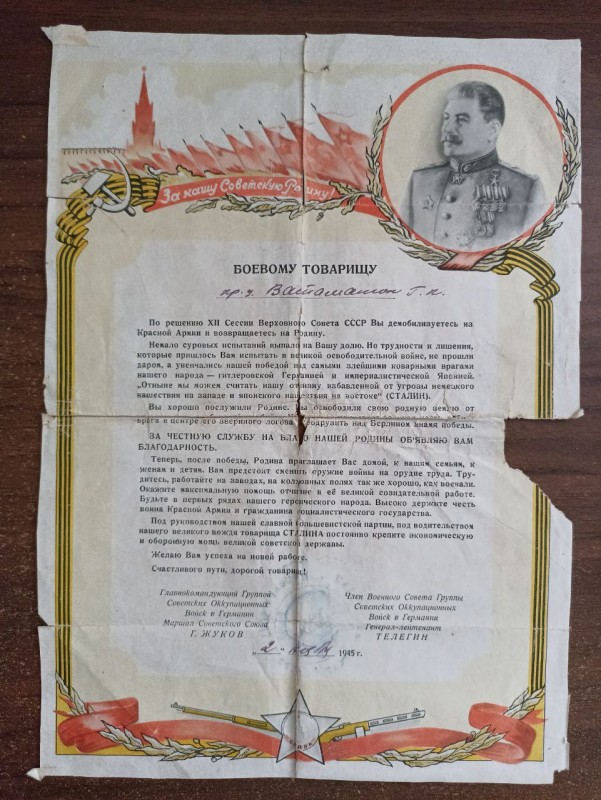 За нашу Советскую Родину!
БОЕВОМУ ТОВАРИЩУ
гр-у Г. И.
По решению XII Сессии Верховного Совета СССР Вы демобилизуетесь из
Красной Армии и возвращаетесь на Родину.
Немало суровых испытаний выпало на Вашу долю. Но трудности и лишения,
которые пришлось Вам испытать в великой освободительной войне, не прошли
даром, а увенчались нашей победой над самыми злейшими коварными врагами
нашего народа — гитлеровской Германией и империалистической Японией.
„Отныне мы можем считать нашу отчизну избавленной от угрозы немецкого
нашествия на западе и японского нашествия на востоке“ (СТАЛИН).
Вы хорошо послужили Родине. Вы освободили свою родную землю от
врага в центре его звериного логова водрузить над Берлином знамя победы.
ЗА ЧЕСТНУЮ СЛУЖБУ НА БЛАГО НАШЕЙ РОДИНЫ ОБ'ЯВЛЯЮ ВАМ
БЛАГОДАРНОСТЬ.
Теперь, после победы, Родина приглашает Вас домой, к вашим семьям, к
женам и детям. Вам предстоит сменить оружие войны на орудие труда. Тру-
дитесь, работайте на заводах, на колхозных полях так же хорошо, как воевали.
Окажите максимальную помощь отчизне в её великой созидательной работе.
Будьте в первых рядах нашего героического народа. Высоко держите честь
воина Красной Армии и гражданина социалистического государства.
Под руководством нашей славной большевистской партии, под водительством
нашего великого вождя товарища СТАЛИНА постоянно крепите экономическую
и оборонную мощь великой советской державы.
Желаю Вам успеха на новой работе.
Счастливого пути, дорогой товарищ!
Главнокомандующий Группой
Советских Оккупационных
Войск в Германии
Маршал Советского Союза
Г. ЖУКОВ
Член Военного Совета Группы
Советских Оккупационных
Войск в Германии
Генерал-лейтенант
ТЕЛЕГИН
„2“ 1945 г.